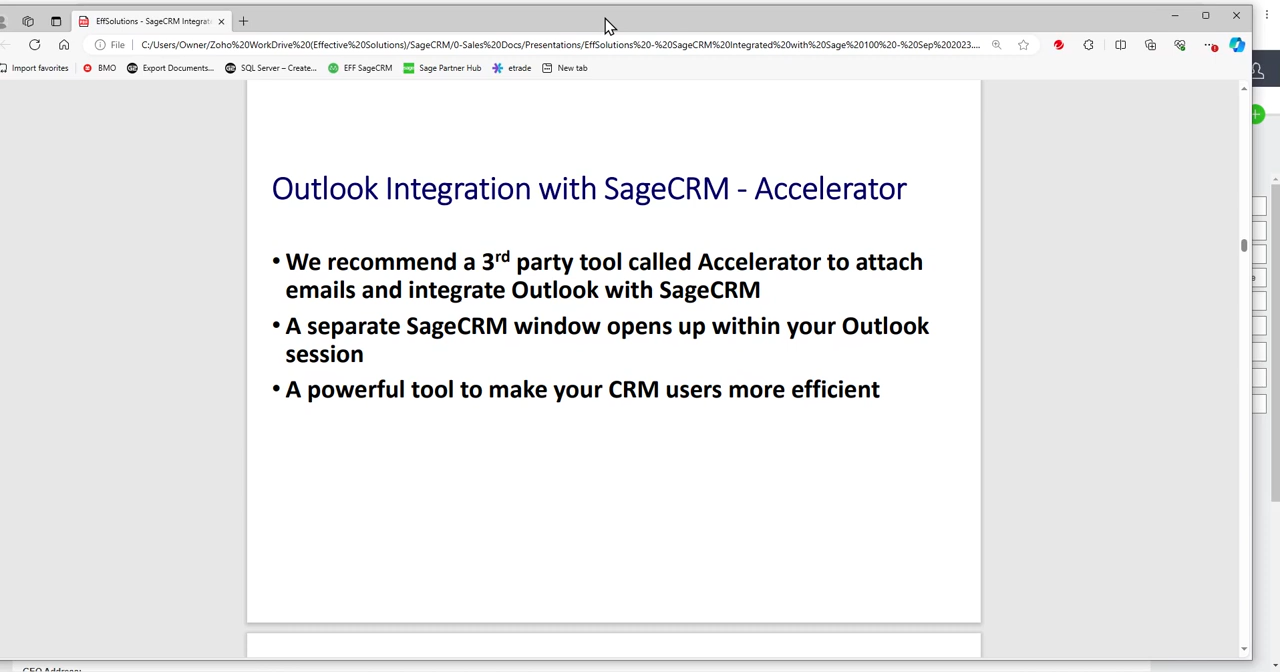 EffSolutions - SageCRM Integrat
File
C:/Users/Owner/Zoho%20WorkDrive%20(Effective%20Solutions)/SageCRM/0-Sales%20Docs/Presentations/EffSolutions%20-%20SageCRM%20Integrated%20with%20Sage%20100%20-%20Sep%202023....
Import favorites
BMO
Export Documents...
SQL Server – Create...
EFF SageCRM
Sage Partner Hub
etrade
New tab
Outlook Integration with SageCRM - Accelerator
• We recommend a 3rd party tool called Accelerator to attach
emails and integrate Outlook with SageCRM
• A separate SageCRM window opens up within your Outlook
session
• A powerful tool to make your CRM users more efficient